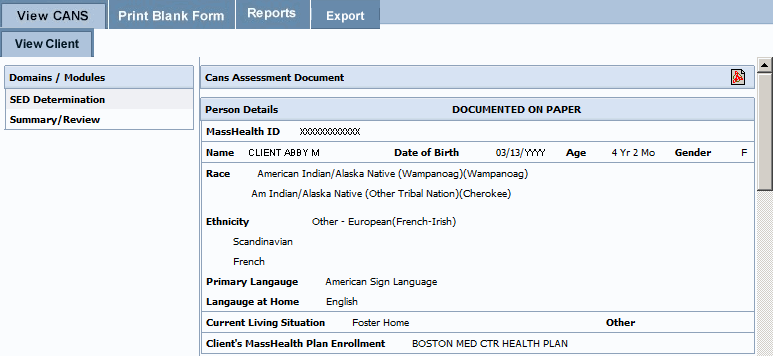 View CANS Print Blank Form Reports Export
View Client
Domains / Modules
SED Determination
Summary/Review
Cans Assessment Document
Person Details DOCUMENTED ON PAPER
MassHealth ID XXXXXXXXXXXXX
Name CLIENT ABBY M Date of Birth 03/13/YYYY Age 4 Yr 2 Mo Gender F
Race American Indian/Alaska Native (Wampanoag)(Wampanoag)
Am Indian/Alaska Native (Other Tribal Nation)(Cherokee)
Ethnicity Other - European(French-Irish)
Scandinavian
French
Primary Langauge American Sign Language
Langauge at Home English
Current Living Situation Foster Home Other
Client's MassHealth Plan Enrollment BOSTON MED CTR HEALTH PLAN